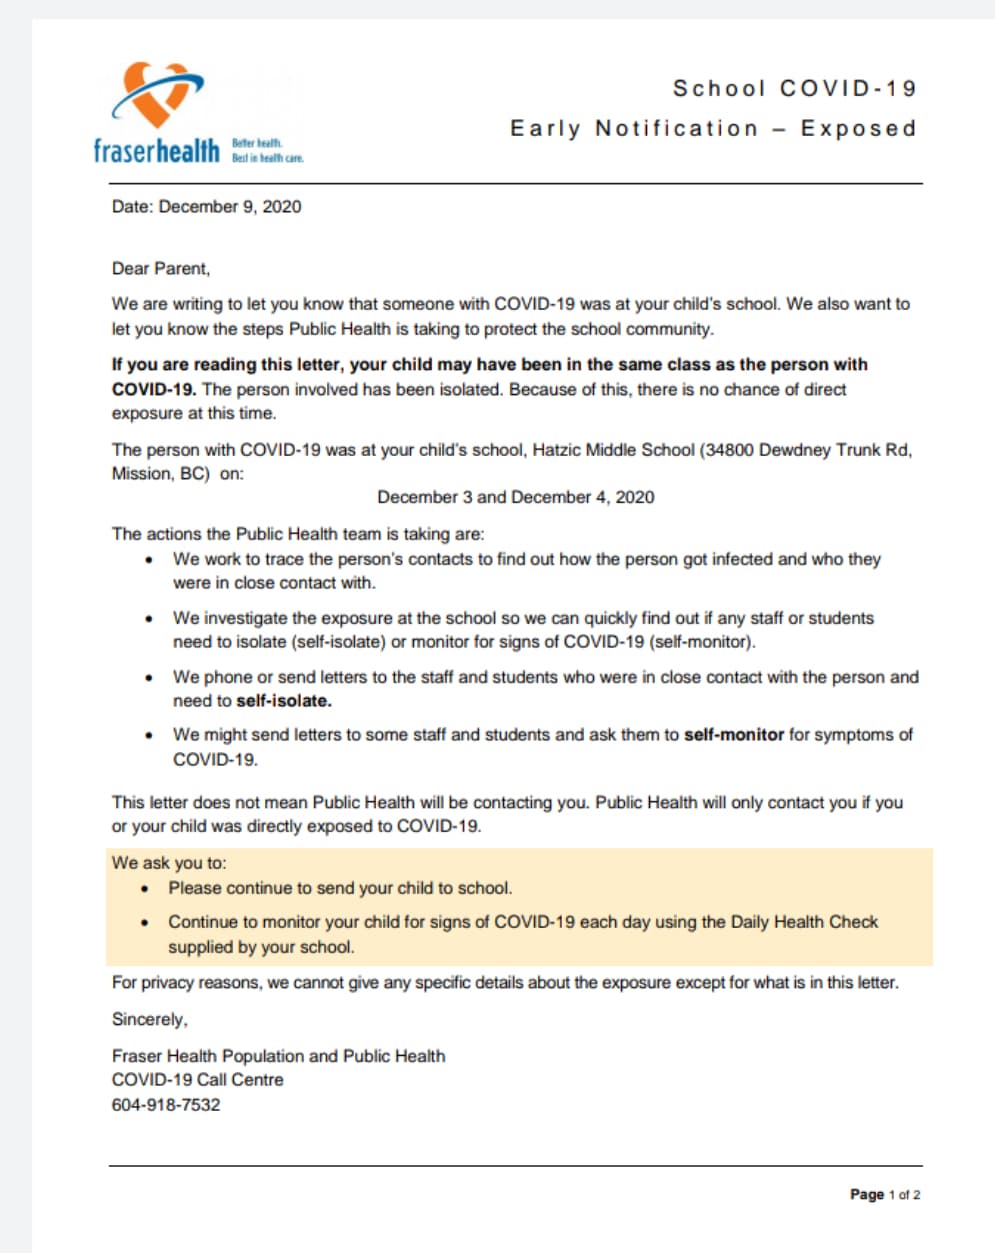 School COVID-19
Early Notification – Exposed
fraserhealth
Better health.
Best in health care.
Date: December 9, 2020
Dear Parent,
We are writing to let you know that someone with COVID-19 was at your child's school. We also want to
let you know the steps Public Health is taking to protect the school community.
If you are reading this letter, your child may have been in the same class as the person with
COVID-19. The person involved has been isolated. Because of this, there is no chance of direct
exposure at this time.
The person with COVID-19 was at your child's school, Hatzic Middle School (34800 Dewdney Trunk Rd,
Mission, BC) on:
December 3 and December 4, 2020
The actions the Public Health team is taking are:
• We work to trace the person's contacts to find out how the person got infected and who they
were in close contact with.
• We investigate the exposure at the school so we can quickly find out if any staff or students
need to isolate (self-isolate) or monitor for signs of COVID-19 (self-monitor).
• We phone or send letters to the staff and students who were in close contact with the person and
need to self-isolate.
• We might send letters to some staff and students and ask them to self-monitor for symptoms of
COVID-19.
This letter does not mean Public Health will be contacting you. Public Health will only contact you if you
or your child was directly exposed to COVID-19.
We ask you to:
• Please continue to send your child to school.
• Continue to monitor your child for signs of COVID-19 each day using the Daily Health Check
supplied by your school.
For privacy reasons, we cannot give any specific details about the exposure except for what is in this letter.
Sincerely,
Fraser Health Population and Public Health
COVID-19 Call Centre
604-918-7532
Page 1 of 2